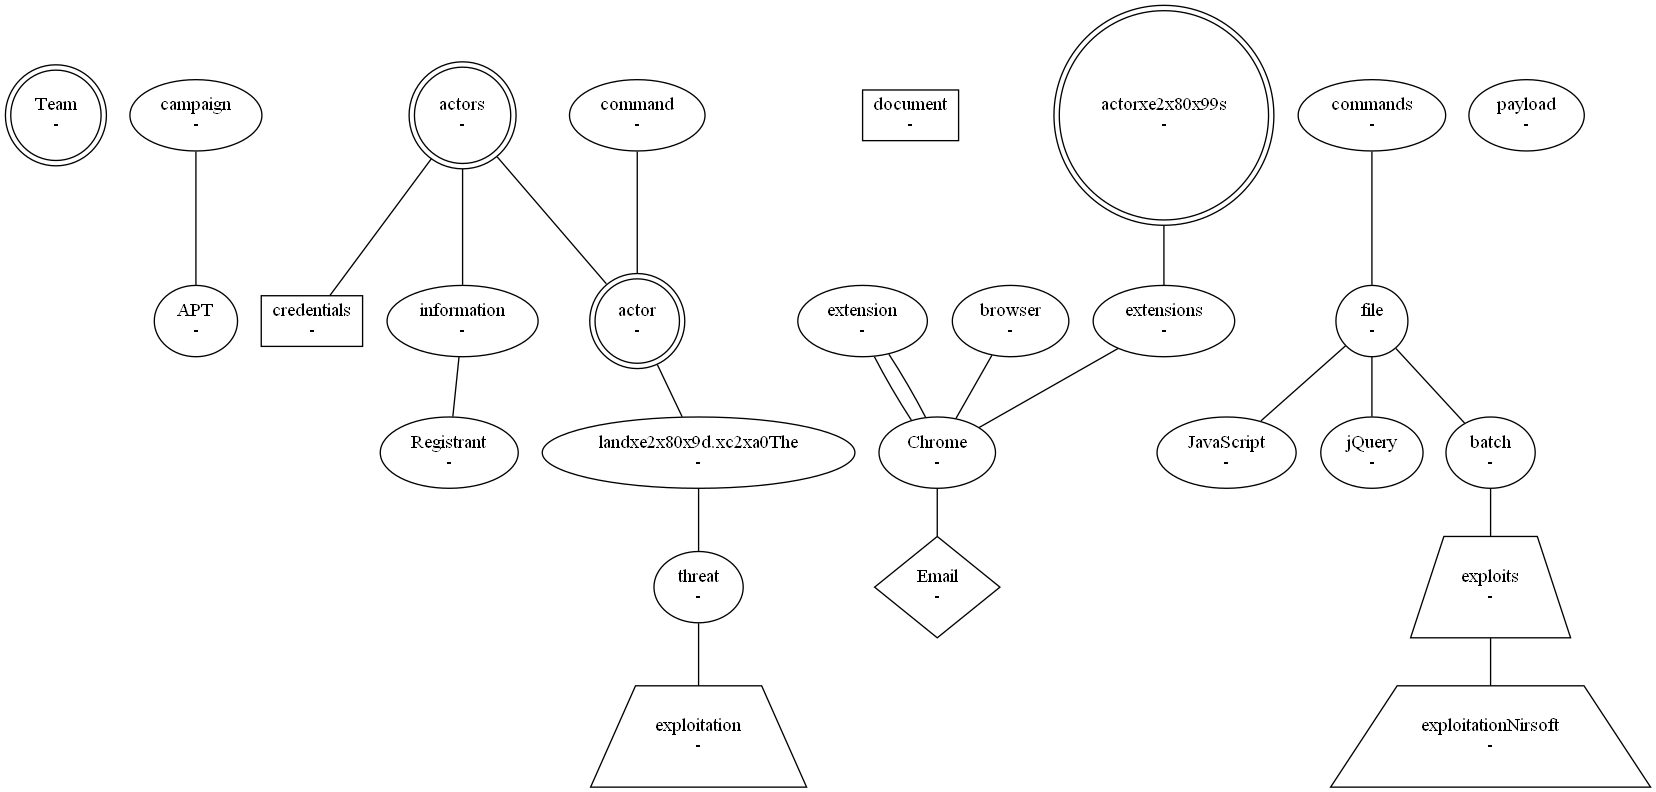 Team
-
campaign
-
actors
-
command
-
document
-
actorxe2x80x99s
-
commands
-
payload
-
APT
-
credentials
-
information
-
actor
-
extension
-
browser
-
extensions
-
file
-
Registrant
-
landxe2x80x9d.xc2xa0The
-
Chrome
-
JavaScript
-
jQuery
-
batch
-
threat
-
Email
-
exploits
-
exploitation
-
exploitationNirsoft
-